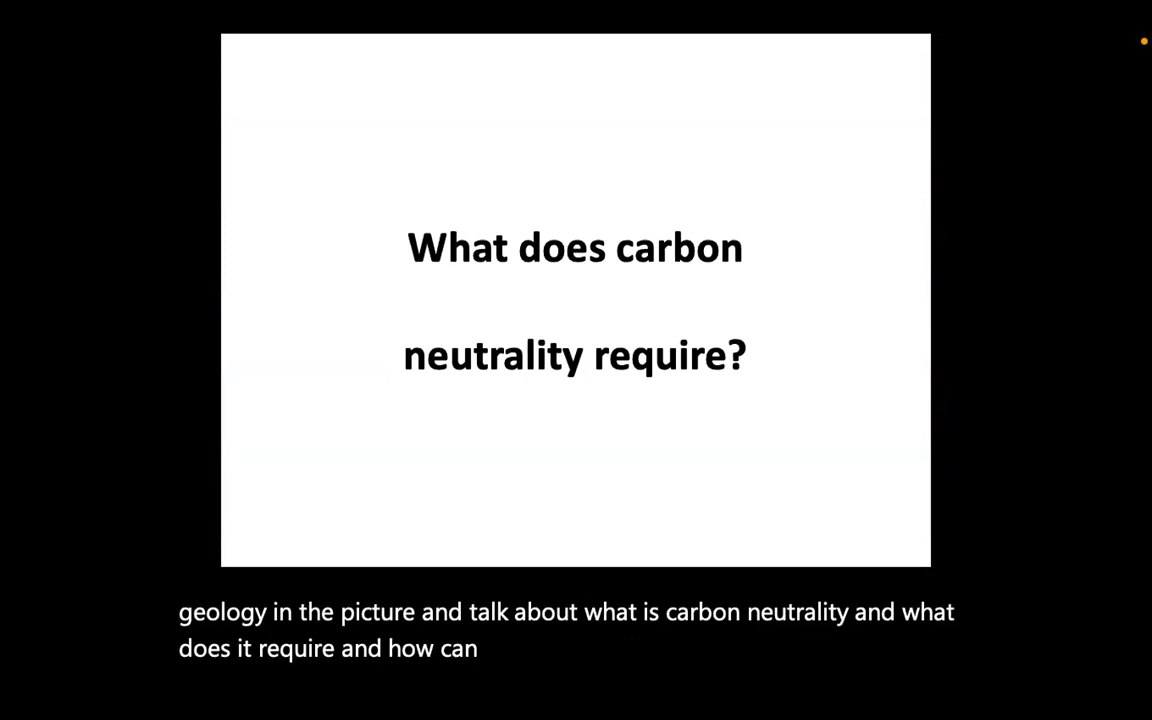 What does carbon
neutrality require?
geology in the picture and talk about what is carbon neutrality and what
does it require and how can